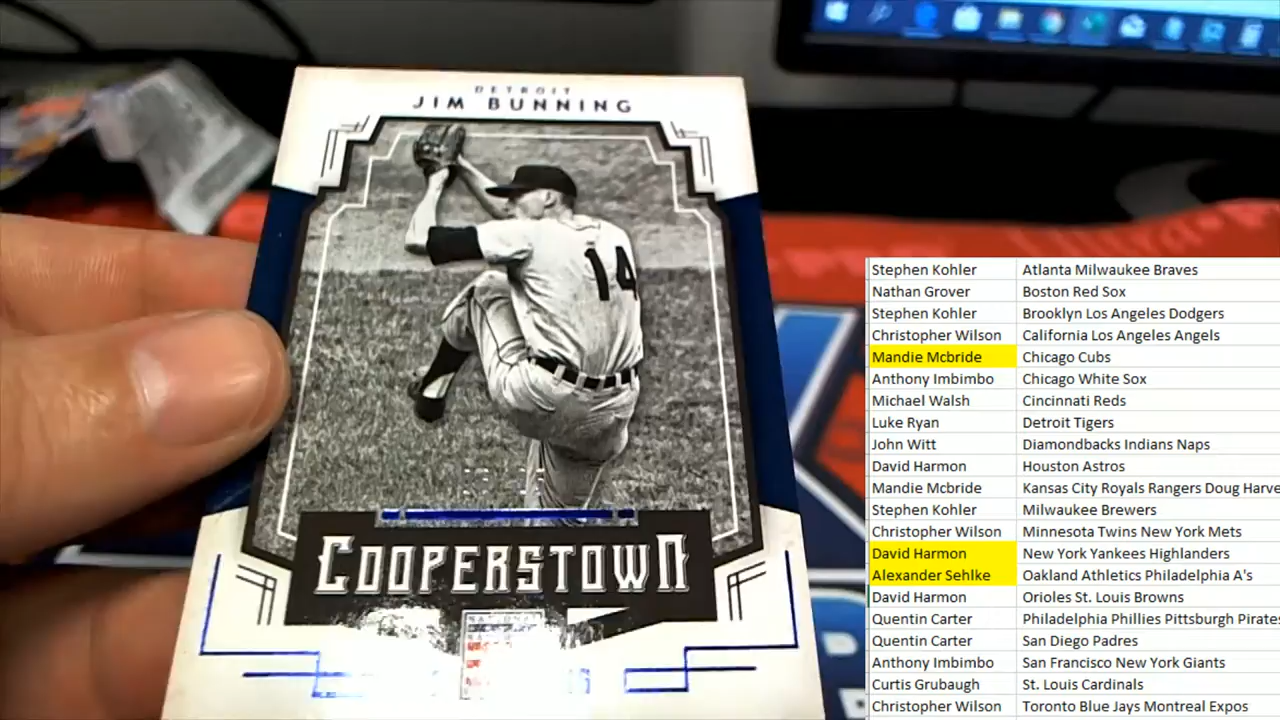 DETROIT
JIM BUNNING
14
COOPERSTOWN
NATIONAL
Stephen Kohler Atlanta Milwaukee Braves
Nathan Grover Boston Red Sox
Stephen Kohler Brooklyn Los Angeles Dodgers
Christopher Wilson California Los Angeles Angels
Mandie Mcbride Chicago Cubs
Anthony Imbimbo Chicago White Sox
Michael Walsh Cincinnati Reds
Luke Ryan Detroit Tigers
John Witt Diamondbacks Indians Naps
David Harmon Houston Astros
Mandie Mcbride Kansas City Royals Rangers Doug Harve
Stephen Kohler Milwaukee Brewers
Christopher Wilson Minnesota Twins New York Mets
David Harmon New York Yankees Highlanders
Alexander Sehlke Oakland Athletics Philadelphia A's
David Harmon Orioles St. Louis Browns
Quentin Carter Philadelphia Phillies Pittsburgh Pirates
Quentin Carter San Diego Padres
Anthony Imbimbo San Francisco New York Giants
Curtis Grubaugh St. Louis Cardinals
Christopher Wilson Toronto Blue Jays Montreal Expos